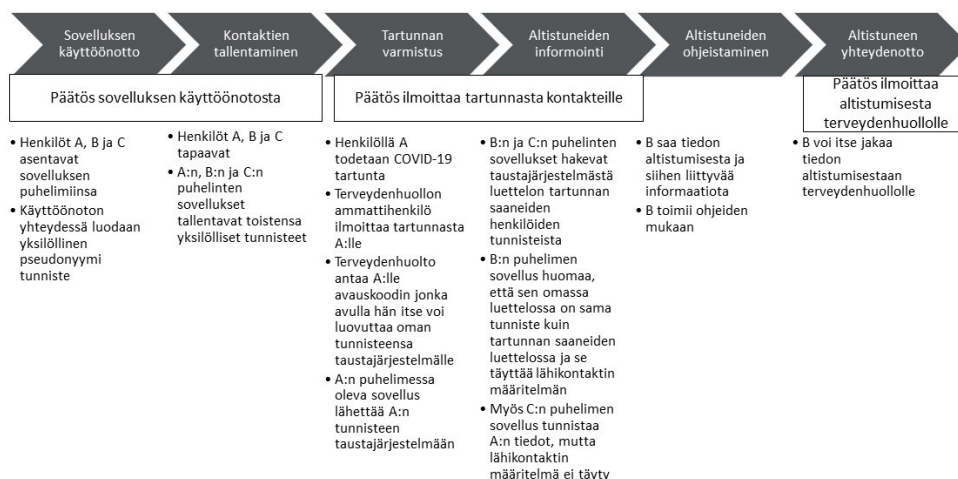 Sovelluksen
käyttöönotto
Kontaktien
tallentaminen
Tartunnan
varmistus
Altistuneiden
informointi
Altistuneiden
ohjeistaminen
Altistuneen
yhteydenotto
Päätös sovelluksen käyttöönotosta
Päätös ilmoittaa tartunnasta kontakteille
Päätös ilmoittaa
altistumisesta
terveydenhuollolle
• Henkilöt A, B ja C
asentavat
sovelluksen
puhelimiinsa
• Käyttöönoton
yhteydessä luodaan
yksilöllinen
pseudonyymi
tunniste
• Henkilöt A, B ja C
tapaavat
• A:n, B:n ja C:n
puhelinten
sovellukset
tallentavat toistensa
yksilölliset tunnisteet
• Henkilöllä A
todetaan COVID-19
tartunta
• Terveydenhuollon
ammattihenkilö
ilmoittaa tartunnasta
A:lle
• Terveydenhuolto
antaa A:lle
avauskoodin jonka
avulla hän itse voi
luovuttaa oman
tunnisteensa
taustajärjestelmälle
• A:n puhelimessa
oleva sovellus
lähettää A:n
tunnisteen
taustajärjestelmään
• B:n ja C:n puhelinten
sovellukset hakevat
taustajärjestelmästä
luettelon tartunnan
saaneiden
henkilöiden
tunnisteista
• B:n puhelimen
sovellus huomaa,
että sen omassa
luettelossa on sama
tunniste kuin
tartunnan saaneiden
luettelossa ja se
täyttää lähikontaktin
määritelmän
• Myös C:n puhelimen
sovellus tunnistaa
A:n tiedot, mutta
lähikontaktin
määritelmä ei täyty
• B saa tiedon
altistumisesta ja
siihen liittyvää
informaatiota
• B toimii ohjeiden
mukaan
• B voi itse jakaa
tiedon
altistumisestaan
terveydenhuollolle